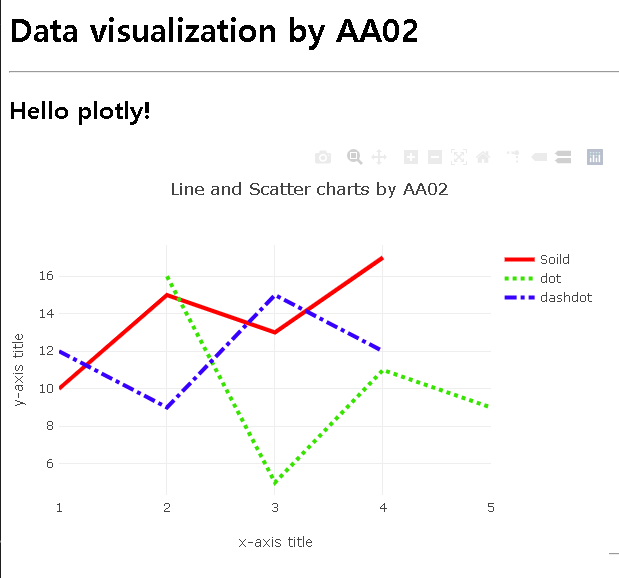 Data visualization by AA02
Hello plotly!
Line and Scatter charts by AA02
Soild
dot
dashdot
y-axis title
16
14
12
10
8
6
1 2 3 4 5
x-axis title